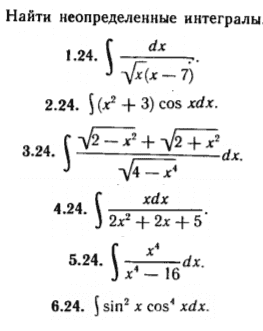 Найти неопределенные интегралы.
1.24. ∫ dx / (√x(x − 7)).
2.24. ∫(x² + 3) cos xdx.
3.24. ∫ (√(2 − x²) + √(2 + x²)) / √(4 − x⁴) dx.
4.24. ∫ xdx / (2x² + 2x + 5).
5.24. ∫ x⁴ / (x⁴ − 16) dx.
6.24. ∫ sin² x cos⁴ xdx.